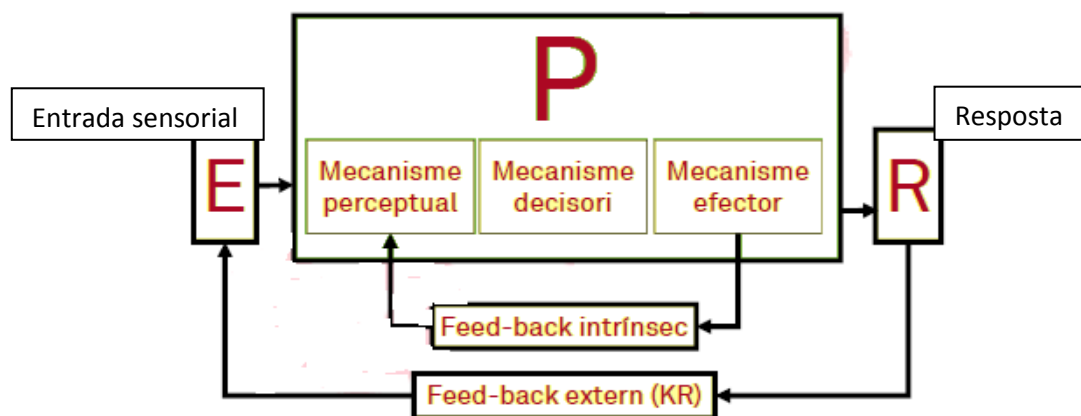 P
Entrada sensorial
Resposta
E
Mecanisme
perceptual
Mecanisme
decisori
Mecanisme
efector
R
Feed-back intrínsec
Feed-back extern (KR)